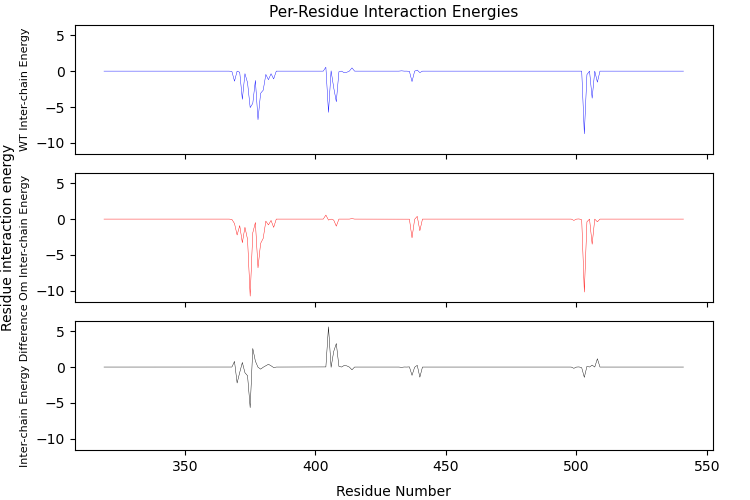 Per-Residue Interaction Energies
Residue interaction energy
WT Inter-chain Energy
5
0
−5
−10
Om Inter-chain Energy
5
0
−5
−10
Inter-chain Energy Difference
5
0
−5
−10
350
400
450
500
550
Residue Number